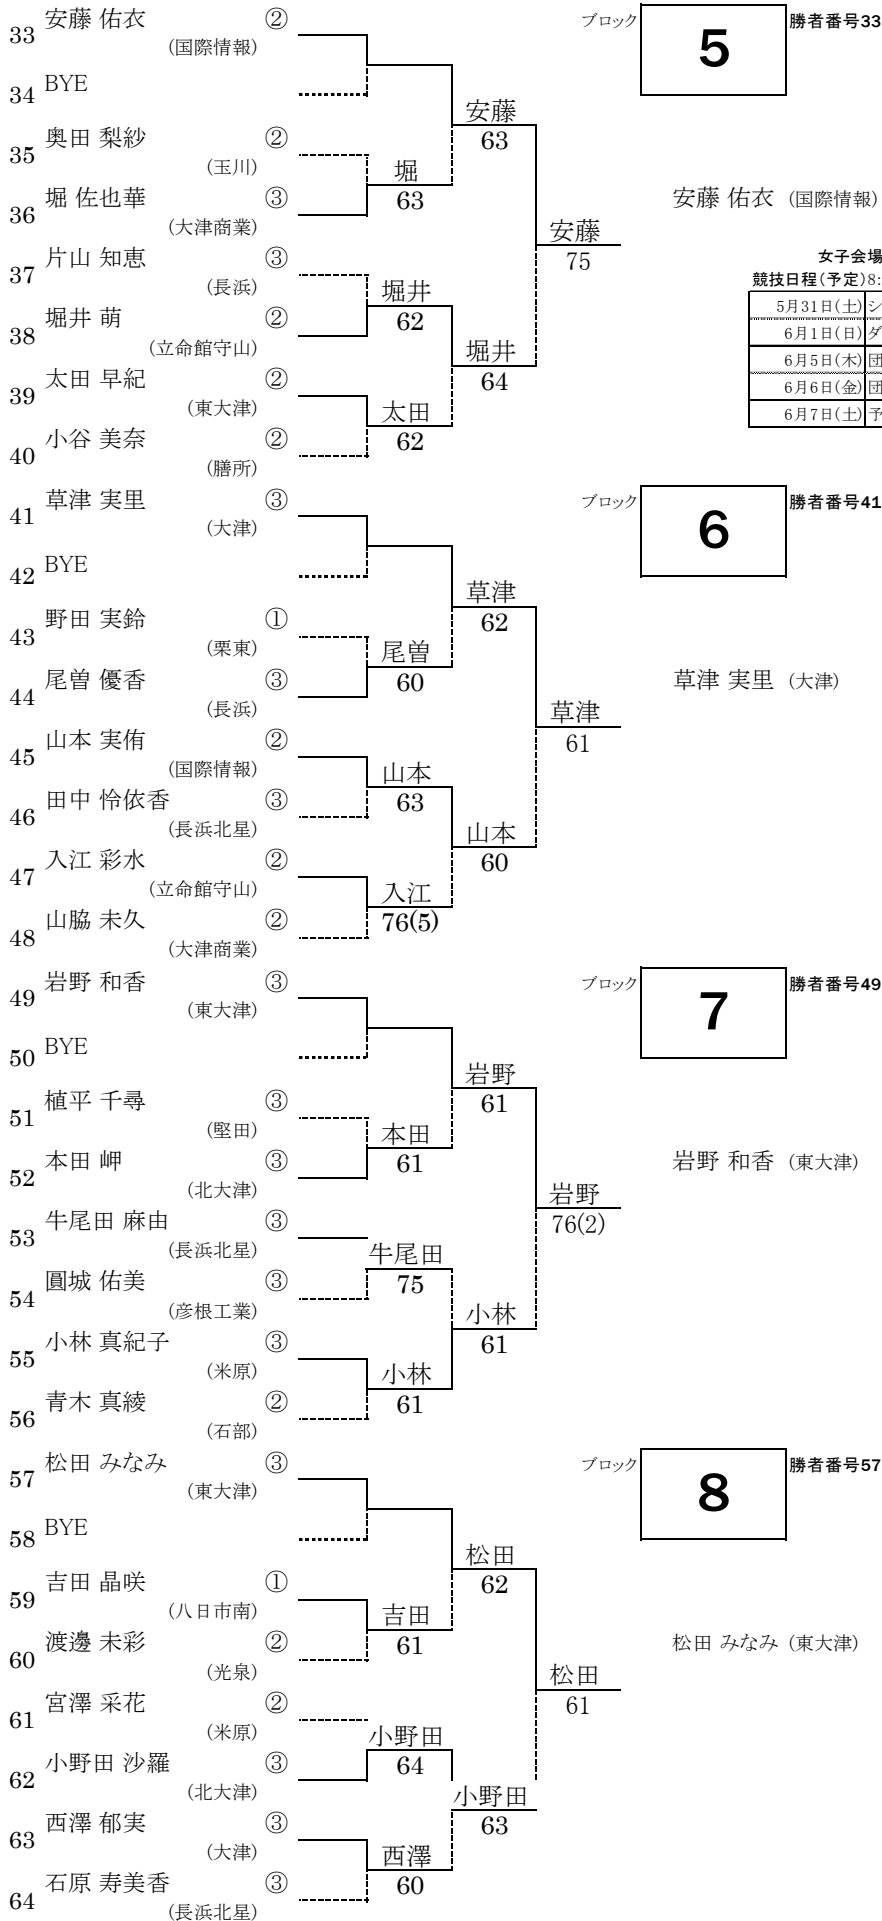 33 安藤 佑衣 ②
(国際情報)
34 BYE
35 奥田 梨紗 ②
(玉川)
36 堀 佐也華 ③
(大津商業)
堀
63
安藤
63
37 片山 知恵 ③
(長浜)
38 堀井 萌 ②
(立命館守山)
堀井
62
39 太田 早紀 ②
(東大津)
40 小谷 美奈 ②
(膳所)
太田
62
堀井
64
安藤
75
ブロック 5 勝者番号33
安藤 佑衣 (国際情報)
女子会場
競技日程(予定)8:
5月31日(土) シ
6月1日(日) ダ
6月5日(木) 団
6月6日(金) 団
6月7日(土) 予
41 草津 実里 ③
(大津)
42 BYE
43 野田 実鈴 ①
(栗東)
44 尾曽 優香 ③
(長浜)
尾曽
60
草津
62
45 山本 実侑 ②
(国際情報)
46 田中 怜依香 ③
(長浜北星)
山本
63
47 入江 彩水 ②
(立命館守山)
48 山脇 未久 ②
(大津商業)
入江
76(5)
山本
60
草津
61
ブロック 6 勝者番号41
草津 実里 (大津)
49 岩野 和香 ③
(東大津)
50 BYE
51 植平 千尋 ③
(堅田)
52 本田 岬 ③
(北大津)
本田
61
岩野
61
53 牛尾田 麻由 ③
(長浜北星)
54 圓城 佑美 ③
(彦根工業)
牛尾田
75
55 小林 真紀子 ③
(米原)
56 青木 真綾 ②
(石部)
小林
61
小林
61
岩野
76(2)
ブロック 7 勝者番号49
岩野 和香 (東大津)
57 松田 みなみ ③
(東大津)
58 BYE
59 吉田 晶咲 ①
(八日市南)
60 渡邊 未彩 ②
(光泉)
吉田
61
松田
62
61 宮澤 采花 ②
(米原)
62 小野田 沙羅 ③
(北大津)
小野田
64
63 西澤 郁実 ③
(大津)
64 石原 寿美香 ③
(長浜北星)
西澤
60
小野田
63
松田
61
ブロック 8 勝者番号57
松田 みなみ (東大津)